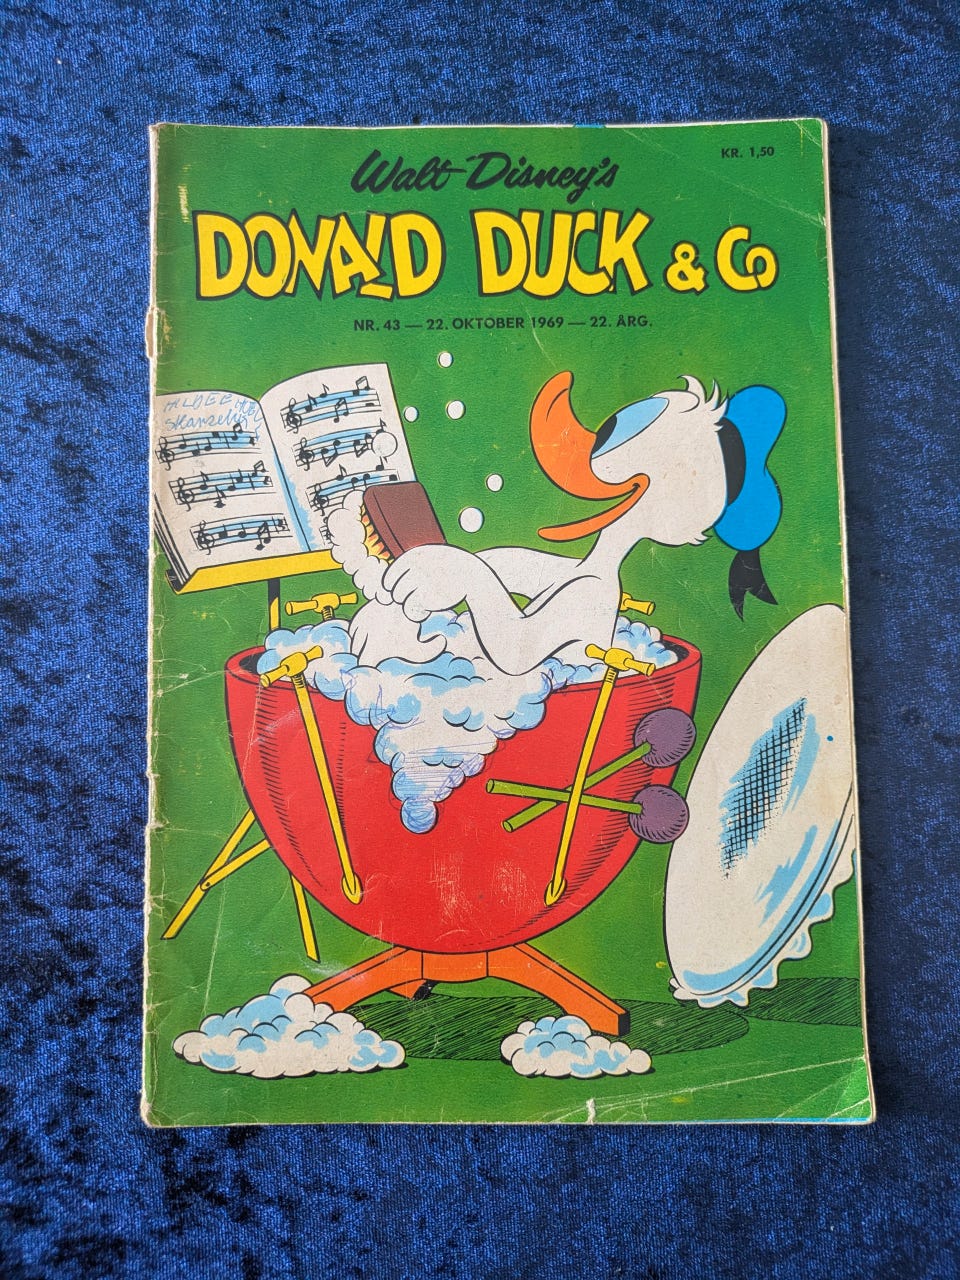 KR. 1,50
Walt Disney's
DONALD DUCK & Co
NR. 43 — 22. OKTOBER 1969 — 22. ÅRG.